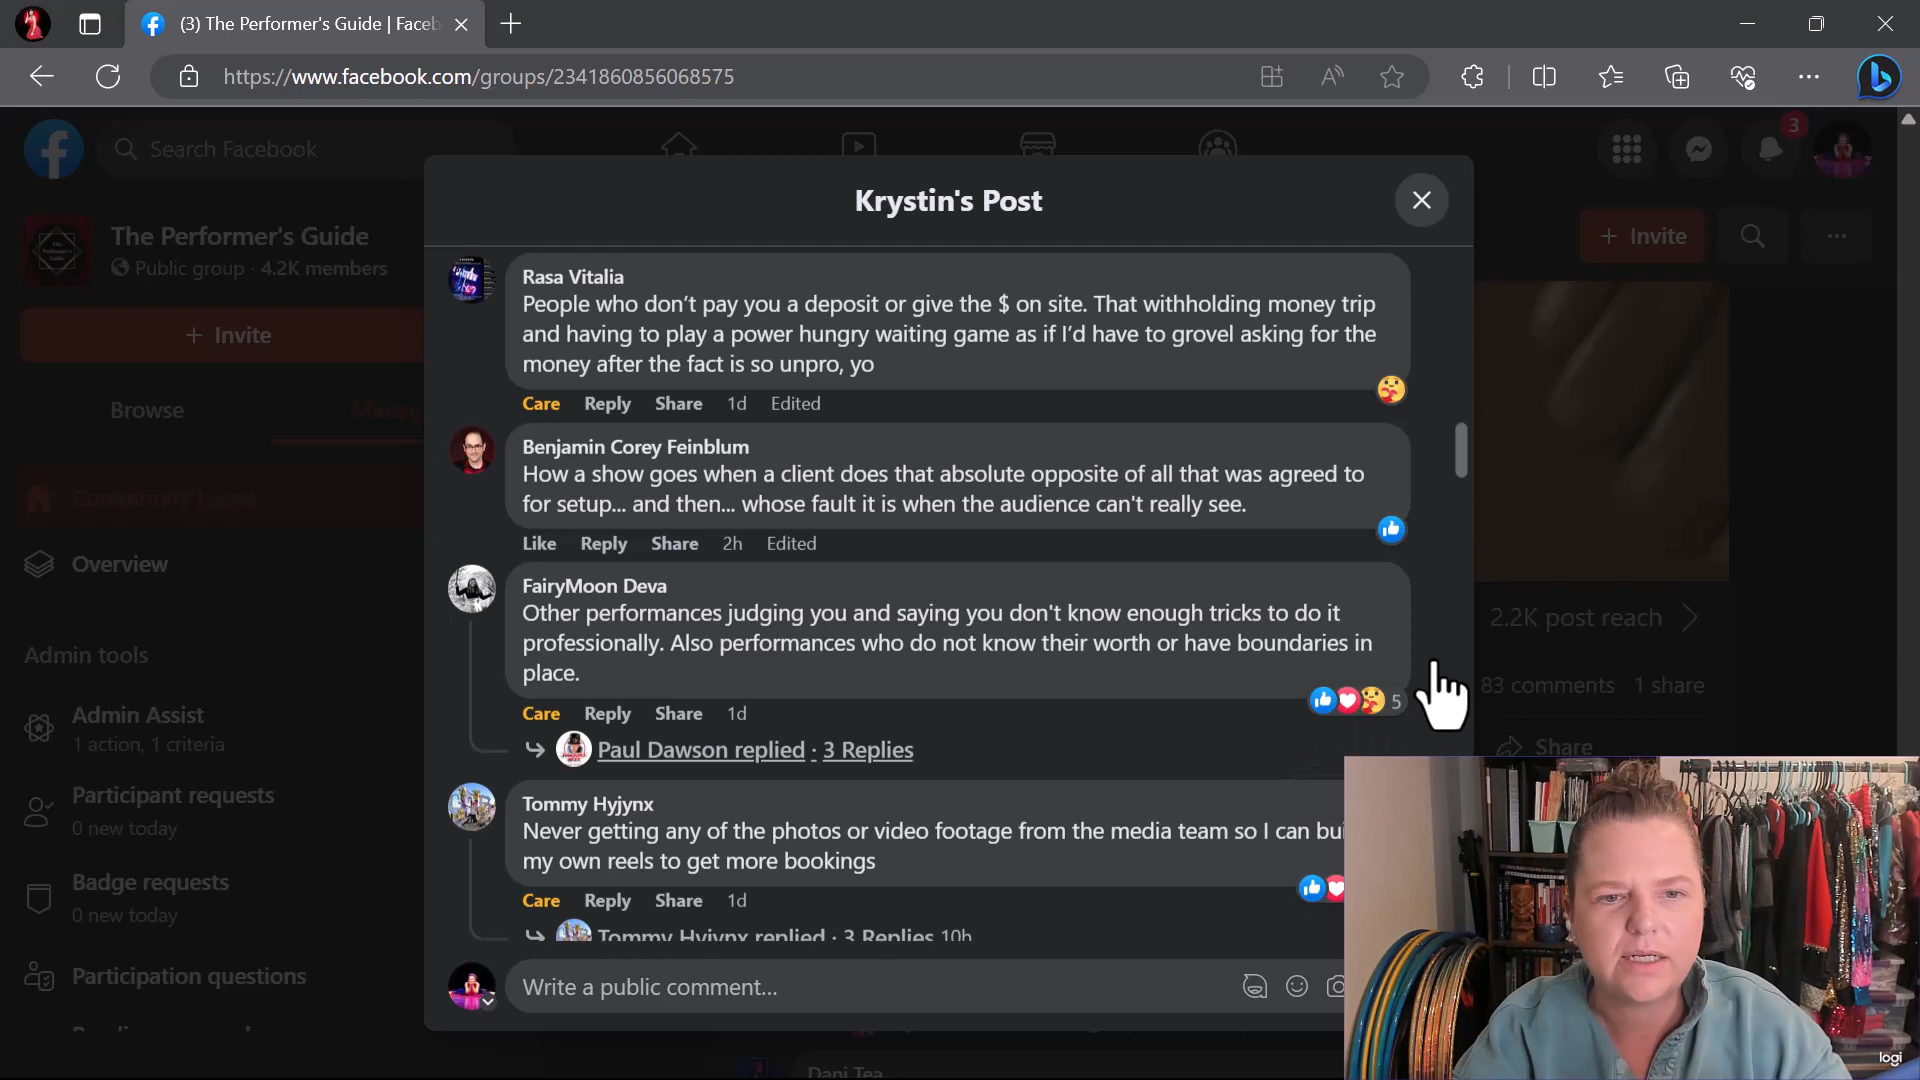 (3) The Performer's Guide | Faceb
https://www.facebook.com/groups/2341860856068575
Search Facebook
3
Krystin's Post
The Performer's Guide
Public group · 4.2K members
+ Invite
+ Invite
Browse
Manag
Community home
Overview
Admin tools
Admin Assist
1 action, 1 criteria
Participant requests
0 new today
Badge requests
0 new today
Participation questions
Rasa Vitalia
People who don’t pay you a deposit or give the $ on site. That withholding money trip
and having to play a power hungry waiting game as if I’d have to grovel asking for the
money after the fact is so unpro, yo
Care Reply Share 1d Edited
Benjamin Corey Feinblum
How a show goes when a client does that absolute opposite of all that was agreed to
for setup... and then... whose fault it is when the audience can't really see.
Like Reply Share 2h Edited
FairyMoon Deva
Other performances judging you and saying you don't know enough tricks to do it
professionally. Also performances who do not know their worth or have boundaries in
place.
5
Care Reply Share 1d
Paul Dawson replied · 3 Replies
Tommy Hyjynx
Never getting any of the photos or video footage from the media team so I can bui
my own reels to get more bookings
Care Reply Share 1d
Tommy Hyjynx replied · 3 Replies 10h
Write a public comment...
2.2K post reach
83 comments 1 share
Share
Dani Tea
logi